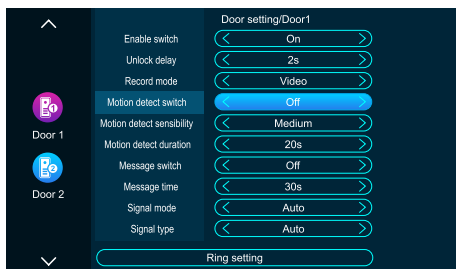 Door setting/Door1
Enable switch On
Unlock delay 2s
Record mode Video
Motion detect switch Off
Motion detect sensibility Medium
Motion detect duration 20s
Message switch Off
Message time 30s
Signal mode Auto
Signal type Auto
Ring setting
1
Door 1
2
Door 2